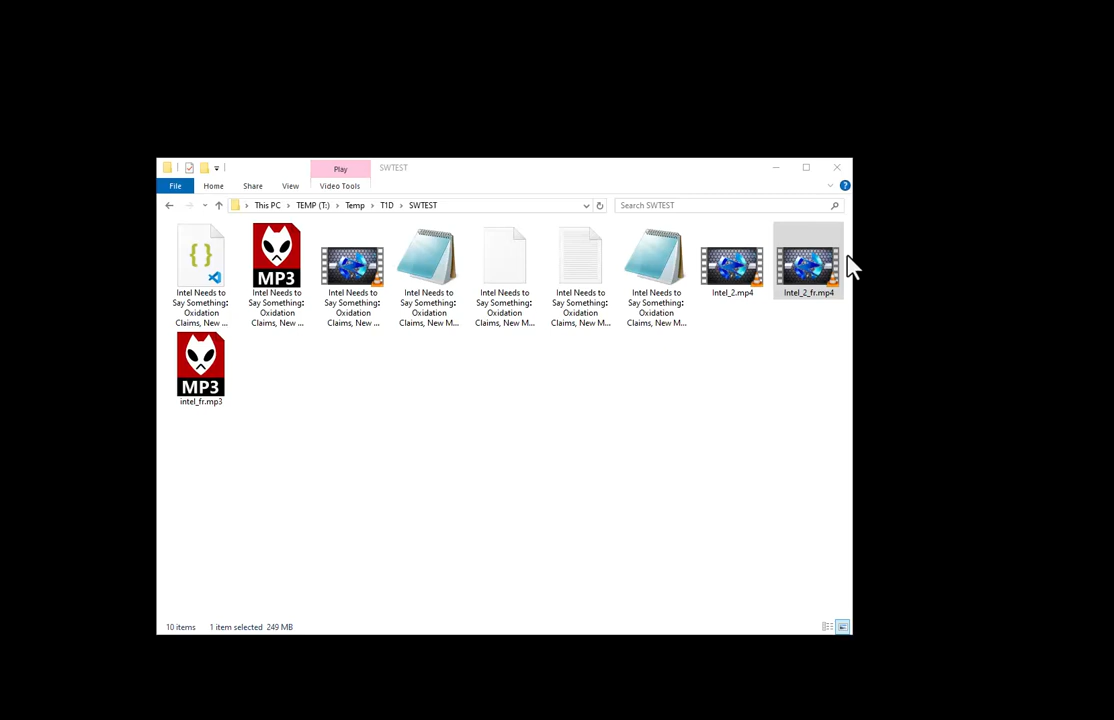 Play
SWTEST
File
Home
Share
View
Video Tools
This PC
TEMP (T:)
Temp
T1D
SWTEST
Search SWTEST
{ }
MP3
Intel Needs to
Say Something:
Oxidation
Claims, New ...
Intel Needs to
Say Something:
Oxidation
Claims, New ...
Intel Needs to
Say Something:
Oxidation
Claims, New ...
Intel Needs to
Say Something:
Oxidation
Claims, New M...
Intel Needs to
Say Something:
Oxidation
Claims, New M...
Intel Needs to
Say Something:
Oxidation
Claims, New M...
Intel Needs to
Say Something:
Oxidation
Claims, New M...
Intel_2.mp4
Intel_2_fr.mp4
MP3
intel_fr.mp3
10 items
1 item selected 249 MB